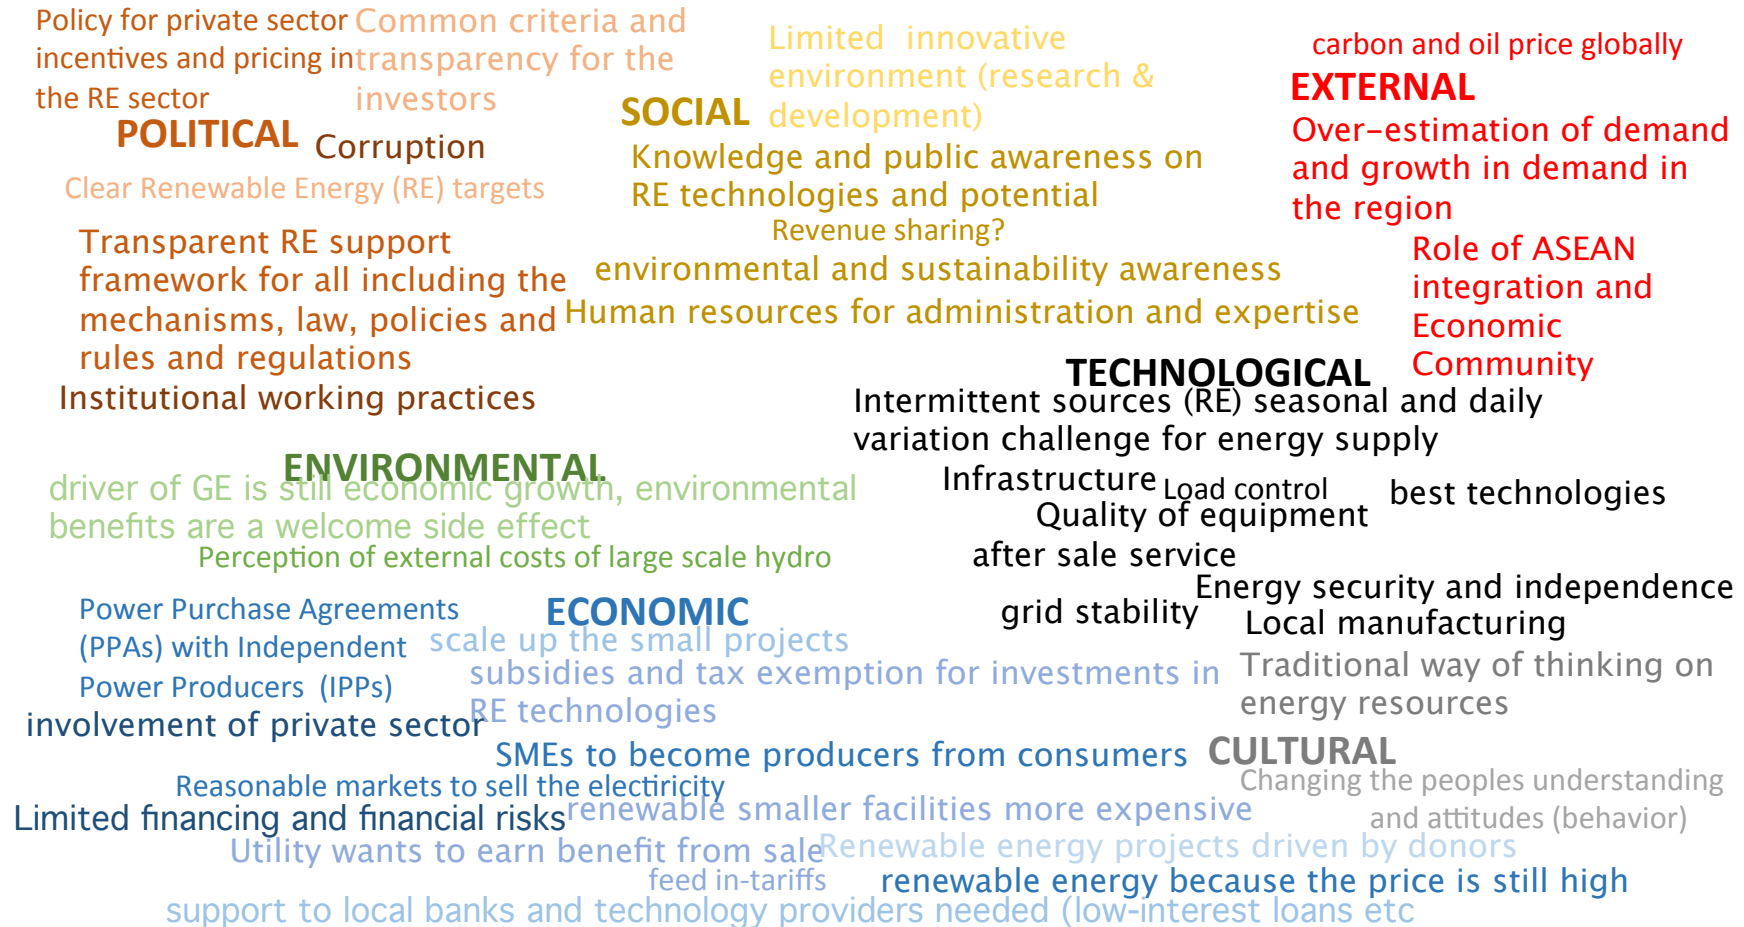 Policy for private sector
incentives and pricing in
the RE sector
Common criteria and
transparency for the
investors
POLITICAL
Corruption
Clear Renewable Energy (RE) targets
Transparent RE support
framework for all including the
mechanisms, law, policies and
rules and regulations
Institutional working practices
Limited innovative
environment (research &
development)
SOCIAL
Knowledge and public awareness on
RE technologies and potential
Revenue sharing?
environmental and sustainability awareness
Human resources for administration and expertise
carbon and oil price globally
EXTERNAL
Over-estimation of demand
and growth in demand in
the region
Role of ASEAN
integration and
Economic
Community
TECHNOLOGICAL
Intermittent sources (RE) seasonal and daily
variation challenge for energy supply
Infrastructure
Load control
best technologies
Quality of equipment
after sale service
Energy security and independence
grid stability
Local manufacturing
ENVIRONMENTAL
driver of GE is still economic growth, environmental
benefits are a welcome side effect
Perception of external costs of large scale hydro
Power Purchase Agreements
(PPAs) with Independent
Power Producers (IPPs)
ECONOMIC
scale up the small projects
subsidies and tax exemption for investments in
RE technologies
involvement of private sector
SMEs to become producers from consumers
Reasonable markets to sell the electiricity
Limited financing and financial risks
renewable smaller facilities more expensive
Utility wants to earn benefit from sale
Renewable energy projects driven by donors
feed in-tariffs
renewable energy because the price is still high
support to local banks and technology providers needed (low-interest loans etc
Traditional way of thinking on
energy resources
CULTURAL
Changing the peoples understanding
and attitudes (behavior)